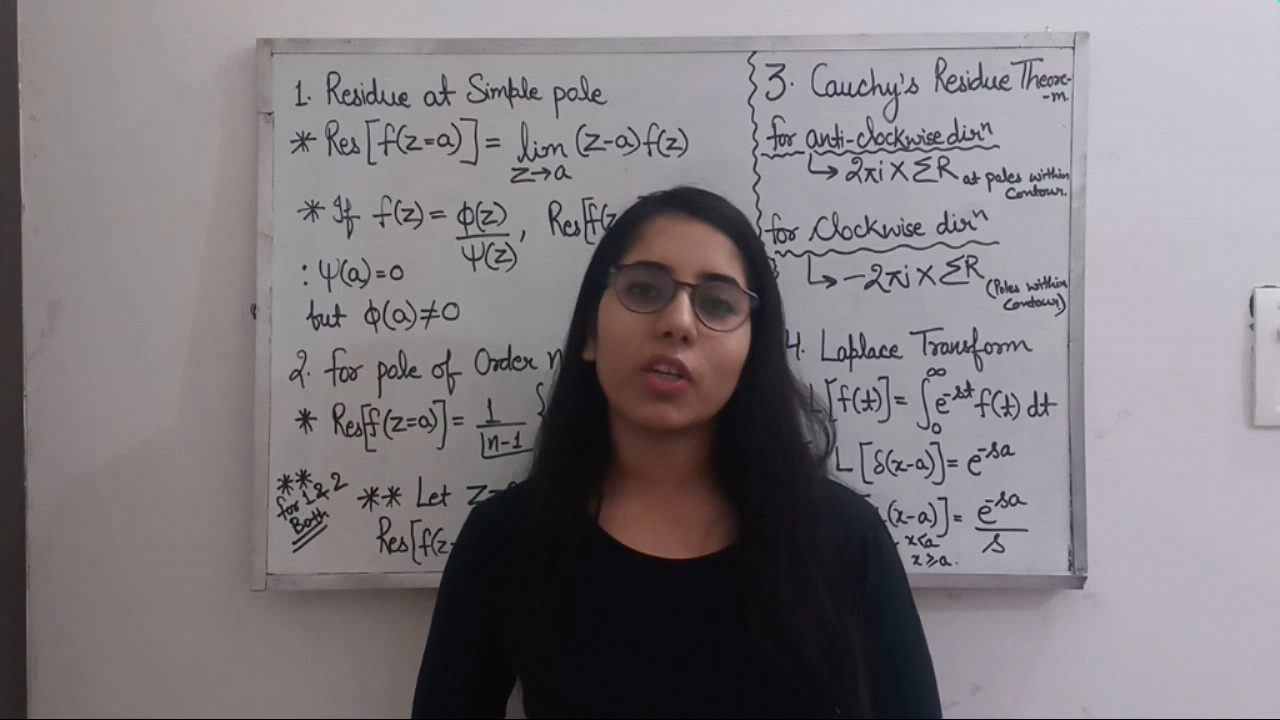 1. Residue at Simple pole
* Res[f(z=a)] = lim (z-a)f(z)
z→a
* If f(z) = φ(z)/ψ(z), Res[f(z
: ψ(a)=0
but φ(a)≠0
2. for pole of Order n
* Res[f(z=a)] = 1/|n-1 {
** for 1 & 2 Both
** Let z
Res[f(z
3. Cauchy's Residue Theore-
-m
for anti-clockwise dirⁿ
↳ 2πi X ΣR at poles within
Contour.
for Clockwise dirⁿ
↳ -2πi X ΣR (Poles within
Contour)
4. Laplace Transform
L[f(t)] = ∫₀^∞ e^-st f(t) dt
L[δ(x-a)] = e^-sa
(x-a)] = e^-sa/s
x<a
x⩾a.